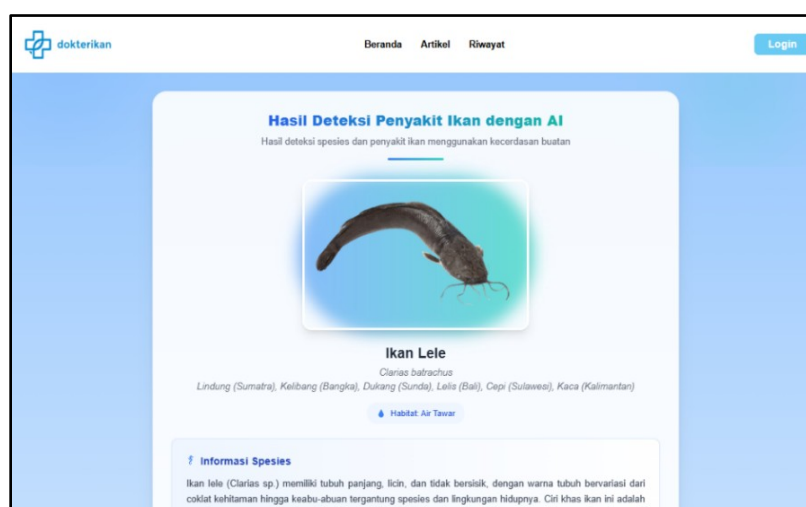 dokterikan
Beranda Artikel Riwayat
Login
Hasil Deteksi Penyakit Ikan dengan AI
Hasil deteksi spesies dan penyakit ikan menggunakan kecerdasan buatan
Ikan Lele
Clarias batrachus
Lindung (Sumatra), Kelibang (Bangka), Dukang (Sunda), Lelis (Bali), Cepi (Sulawesi), Kaca (Kalimantan)
Habitat: Air Tawar
Informasi Spesies
Ikan lele (Clarias sp.) memiliki tubuh panjang, licin, dan tidak bersisik, dengan warna tubuh bervariasi dari
coklat kehitaman hingga keabu-abuan tergantung spesies dan lingkungan hidupnya. Ciri khas ikan ini adalah